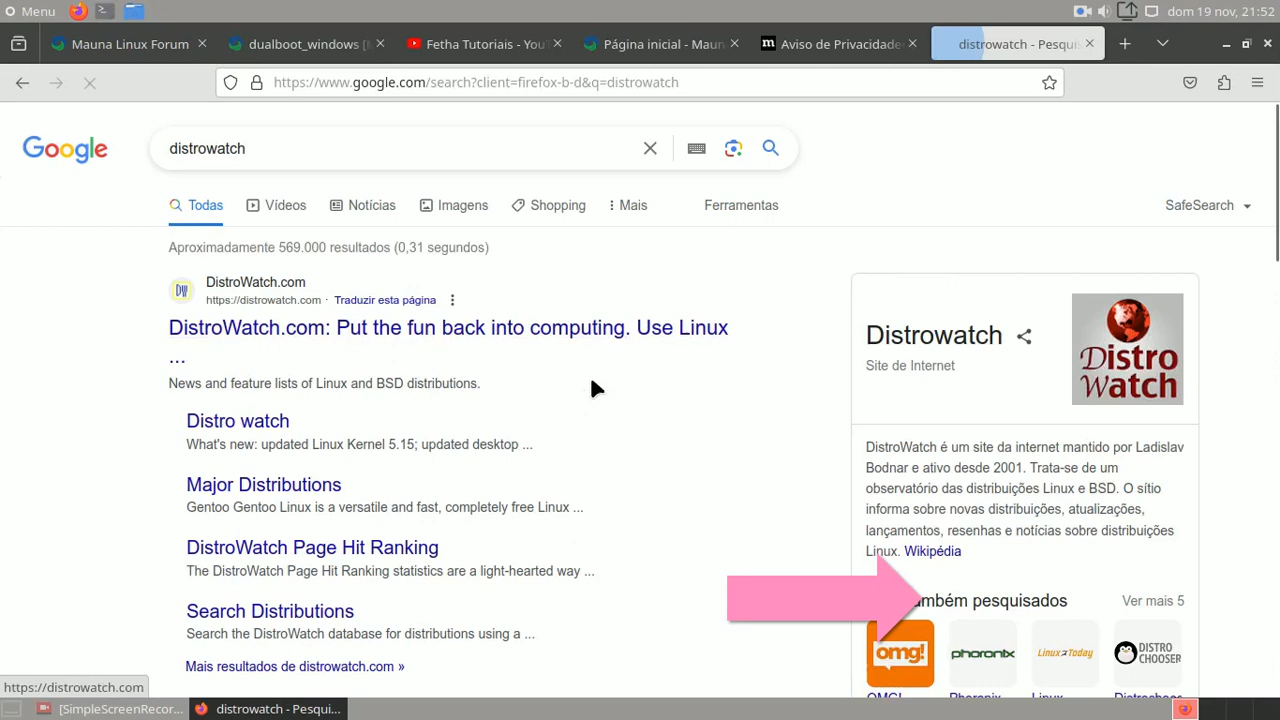 Menu
dom 19 nov, 21:52
Mauna Linux Forum
dualboot_windows [
Fetha Tutoriais - You
Página inicial - Maun
Aviso de Privacidade
distrowatch - Pesquis
https://www.google.com/search?client=firefox-b-d&q=distrowatch
Google
distrowatch
Todas
Vídeos
Notícias
Imagens
Shopping
Mais
Ferramentas
SafeSearch
Aproximadamente 569.000 resultados (0,31 segundos)
DW
DistroWatch.com
https://distrowatch.com · Traduzir esta página
DistroWatch.com: Put the fun back into computing. Use Linux
...
News and feature lists of Linux and BSD distributions.
Distro watch
What's new: updated Linux Kernel 5.15; updated desktop ...
Major Distributions
Gentoo Gentoo Linux is a versatile and fast, completely free Linux ...
DistroWatch Page Hit Ranking
The DistroWatch Page Hit Ranking statistics are a light-hearted way ...
Search Distributions
Search the DistroWatch database for distributions using a ...
Mais resultados de distrowatch.com »
Distrowatch
Site de Internet
Distro
Watch
DistroWatch é um site da internet mantido por Ladislav
Bodnar e ativo desde 2001. Trata-se de um
observatório das distribuições Linux e BSD. O sítio
informa sobre novas distribuições, atualizações,
lançamentos, resenhas e notícias sobre distribuições
Linux. Wikipédia
ambém pesquisados
Ver mais 5
omg!
phoronix
Linux Today
DISTRO
CHOOSER
OMG!
Phoronix
Linux
Distrochoos
https://distrowatch.com
[SimpleScreenRecor...
distrowatch - Pesqui...